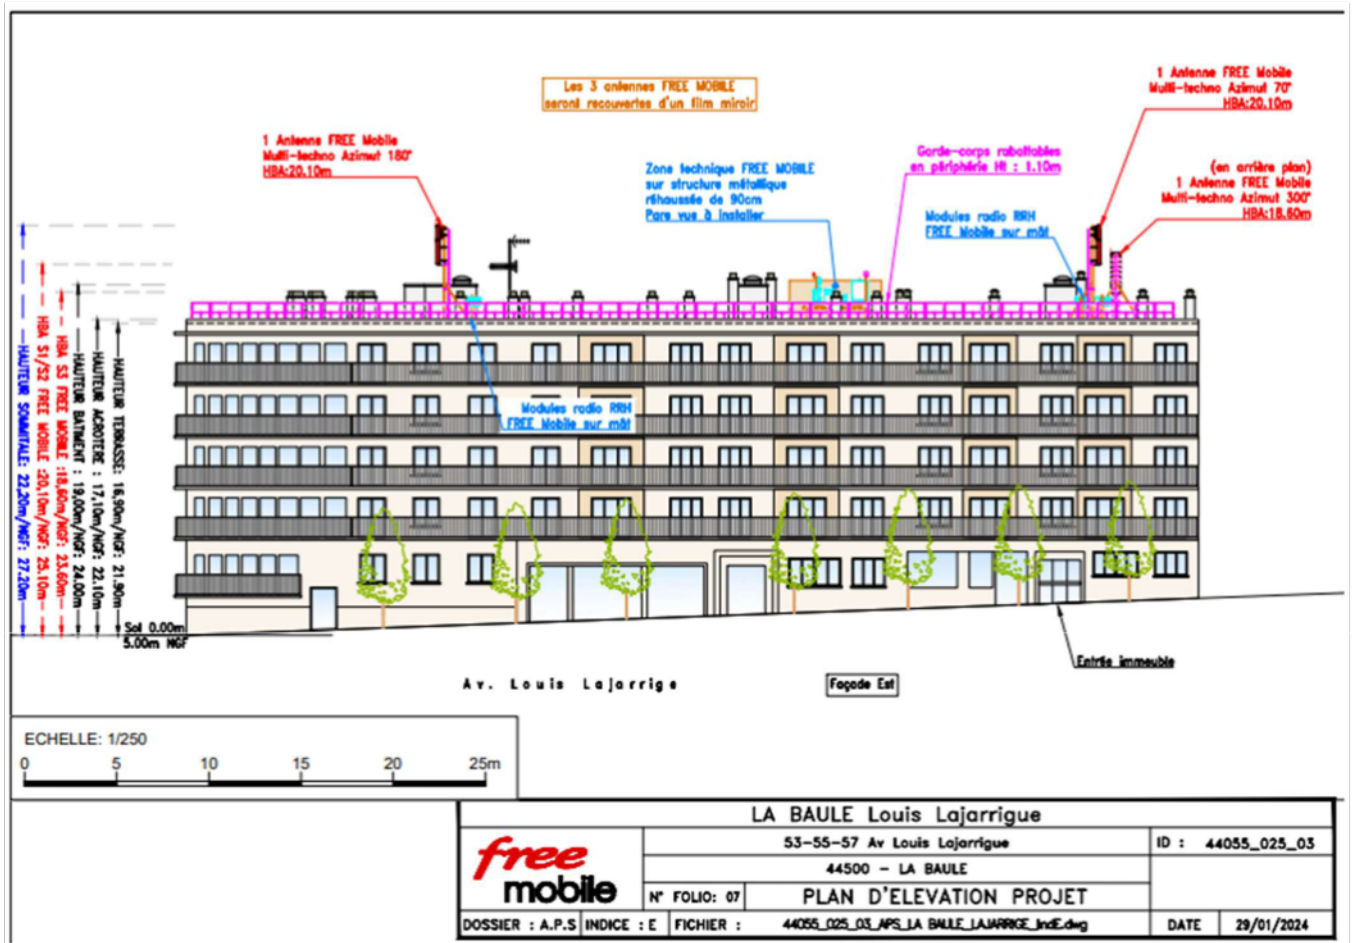 Les 3 antennes FREE MOBILE
seront recouvertes d'un film miroir
1 Antenne FREE Mobile
Multi-techno Azimut 70°
HBA:20.10m
1 Antenne FREE Mobile
Multi-techno Azimut 180°
HBA:20.10m
Garde-corps rabattables
en périphérie Ht : 1.10m
Zone technique FREE MOBILE
sur structure métallique
réhaussée de 90cm
Pare vue à installer
(en arrière plan)
1 Antenne FREE Mobile
Multi-techno Azimut 300°
HBA:18.60m
Modules radio RRH
FREE Mobile sur mât
Modules radio RRH
FREE Mobile sur mât
HAUTEUR SOMMITALE: 22,20m/NGF: 27.20m
HBA S1/S2 FREE MOBILE :20,10m/NGF: 25.10m
HBA S3 FREE MOBILE :18,60m/NGF: 23.60m
HAUTEUR BATIMENT : 19,00m/NGF: 24.00m
HAUTEUR ACROTERE : 17,10m/NGF: 22.10m
HAUTEUR TERRASSE: 16,90m/NGF: 21.90m
Sol 0.00m
5.00m NGF
Entrée immeuble
Av. Louis Lajarrige
Façade Est
ECHELLE: 1/250
0 5 10 15 20 25m
LA BAULE Louis Lajarrigue
free
mobile
53-55-57 Av Louis Lajarrigue
ID : 44055_025_03
44500 - LA BAULE
N° FOLIO: 07
PLAN D'ELEVATION PROJET
DOSSIER : A.P.S
INDICE : E
FICHIER : 44055_025_03_APS_LA BAULE_LAJARRIGE_IndE.dwg
DATE
29/01/2024